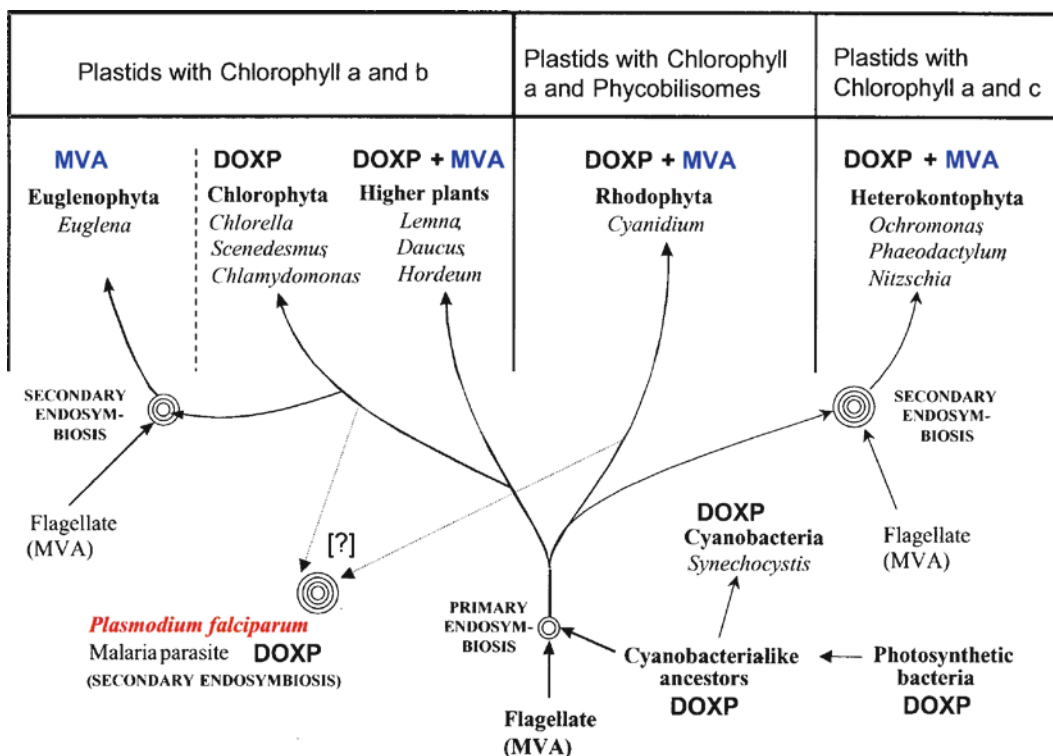 Plastids with Chlorophyll a and b
Plastids with Chlorophyll
a and Phycobilisomes
Plastids with
Chlorophyll a and c
MVA
Euglenophyta
Euglena
DOXP
Chlorophyta
Chlorella
Scenedesmus,
Chlamydomonas
DOXP + MVA
Higher plants
Lemna,
Daucus,
Hordeum
DOXP + MVA
Rhodophyta
Cyanidium
DOXP + MVA
Heterokontophyta
Ochromonas,
Phaeodactylum,
Nitzschia
SECONDARY
ENDOSYM-
BIOSIS
SECONDARY
ENDOSYM-
BIOSIS
Flagellate
(MVA)
[?]
Plasmodium falciparum
Malaria parasite DOXP
(SECONDARY ENDOSYMBIOSIS)
PRIMARY
ENDOSYM-
BIOSIS
Flagellate
(MVA)
DOXP
Cyanobacteria
Synechocystis
Flagellate
(MVA)
Cyanobacterialike
ancestors
DOXP
Photosynthetic
bacteria
DOXP